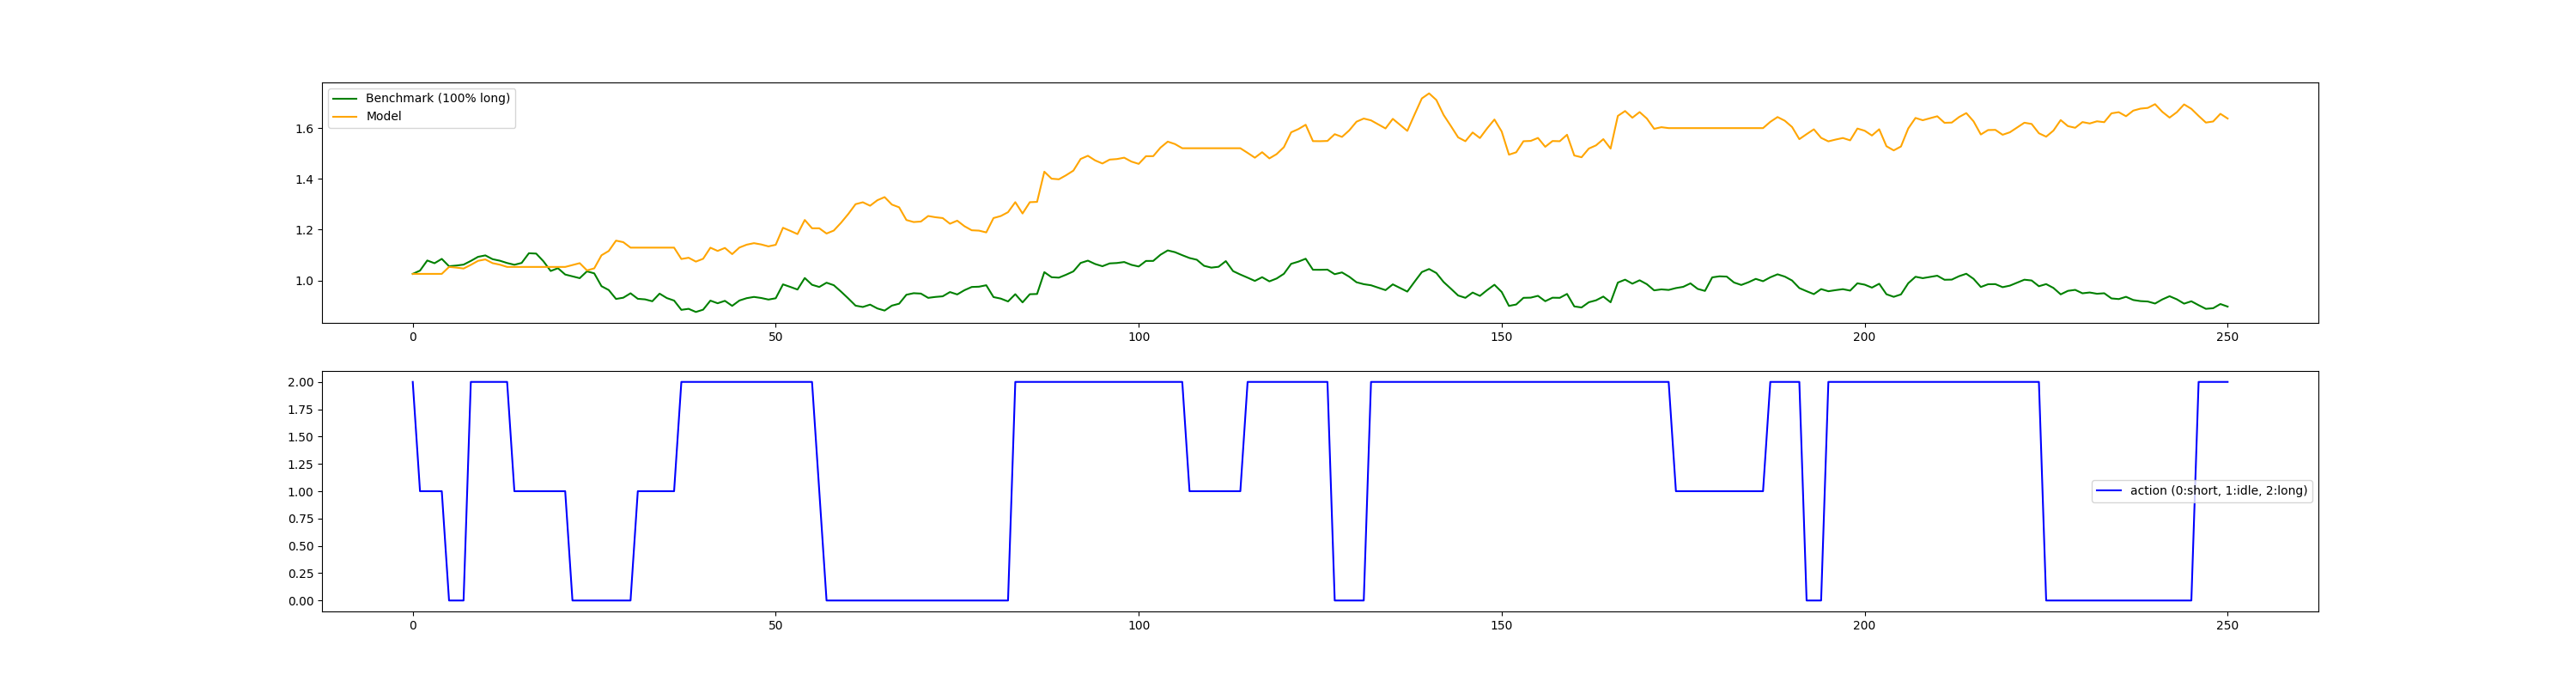 Benchmark (100% long)
Model
1.6
1.4
1.2
1.0
0 50 100 150 200 250
2.00
1.75
1.50
1.25
1.00
0.75
0.50
0.25
0.00
action (0:short, 1:idle, 2:long)
0 50 100 150 200 250